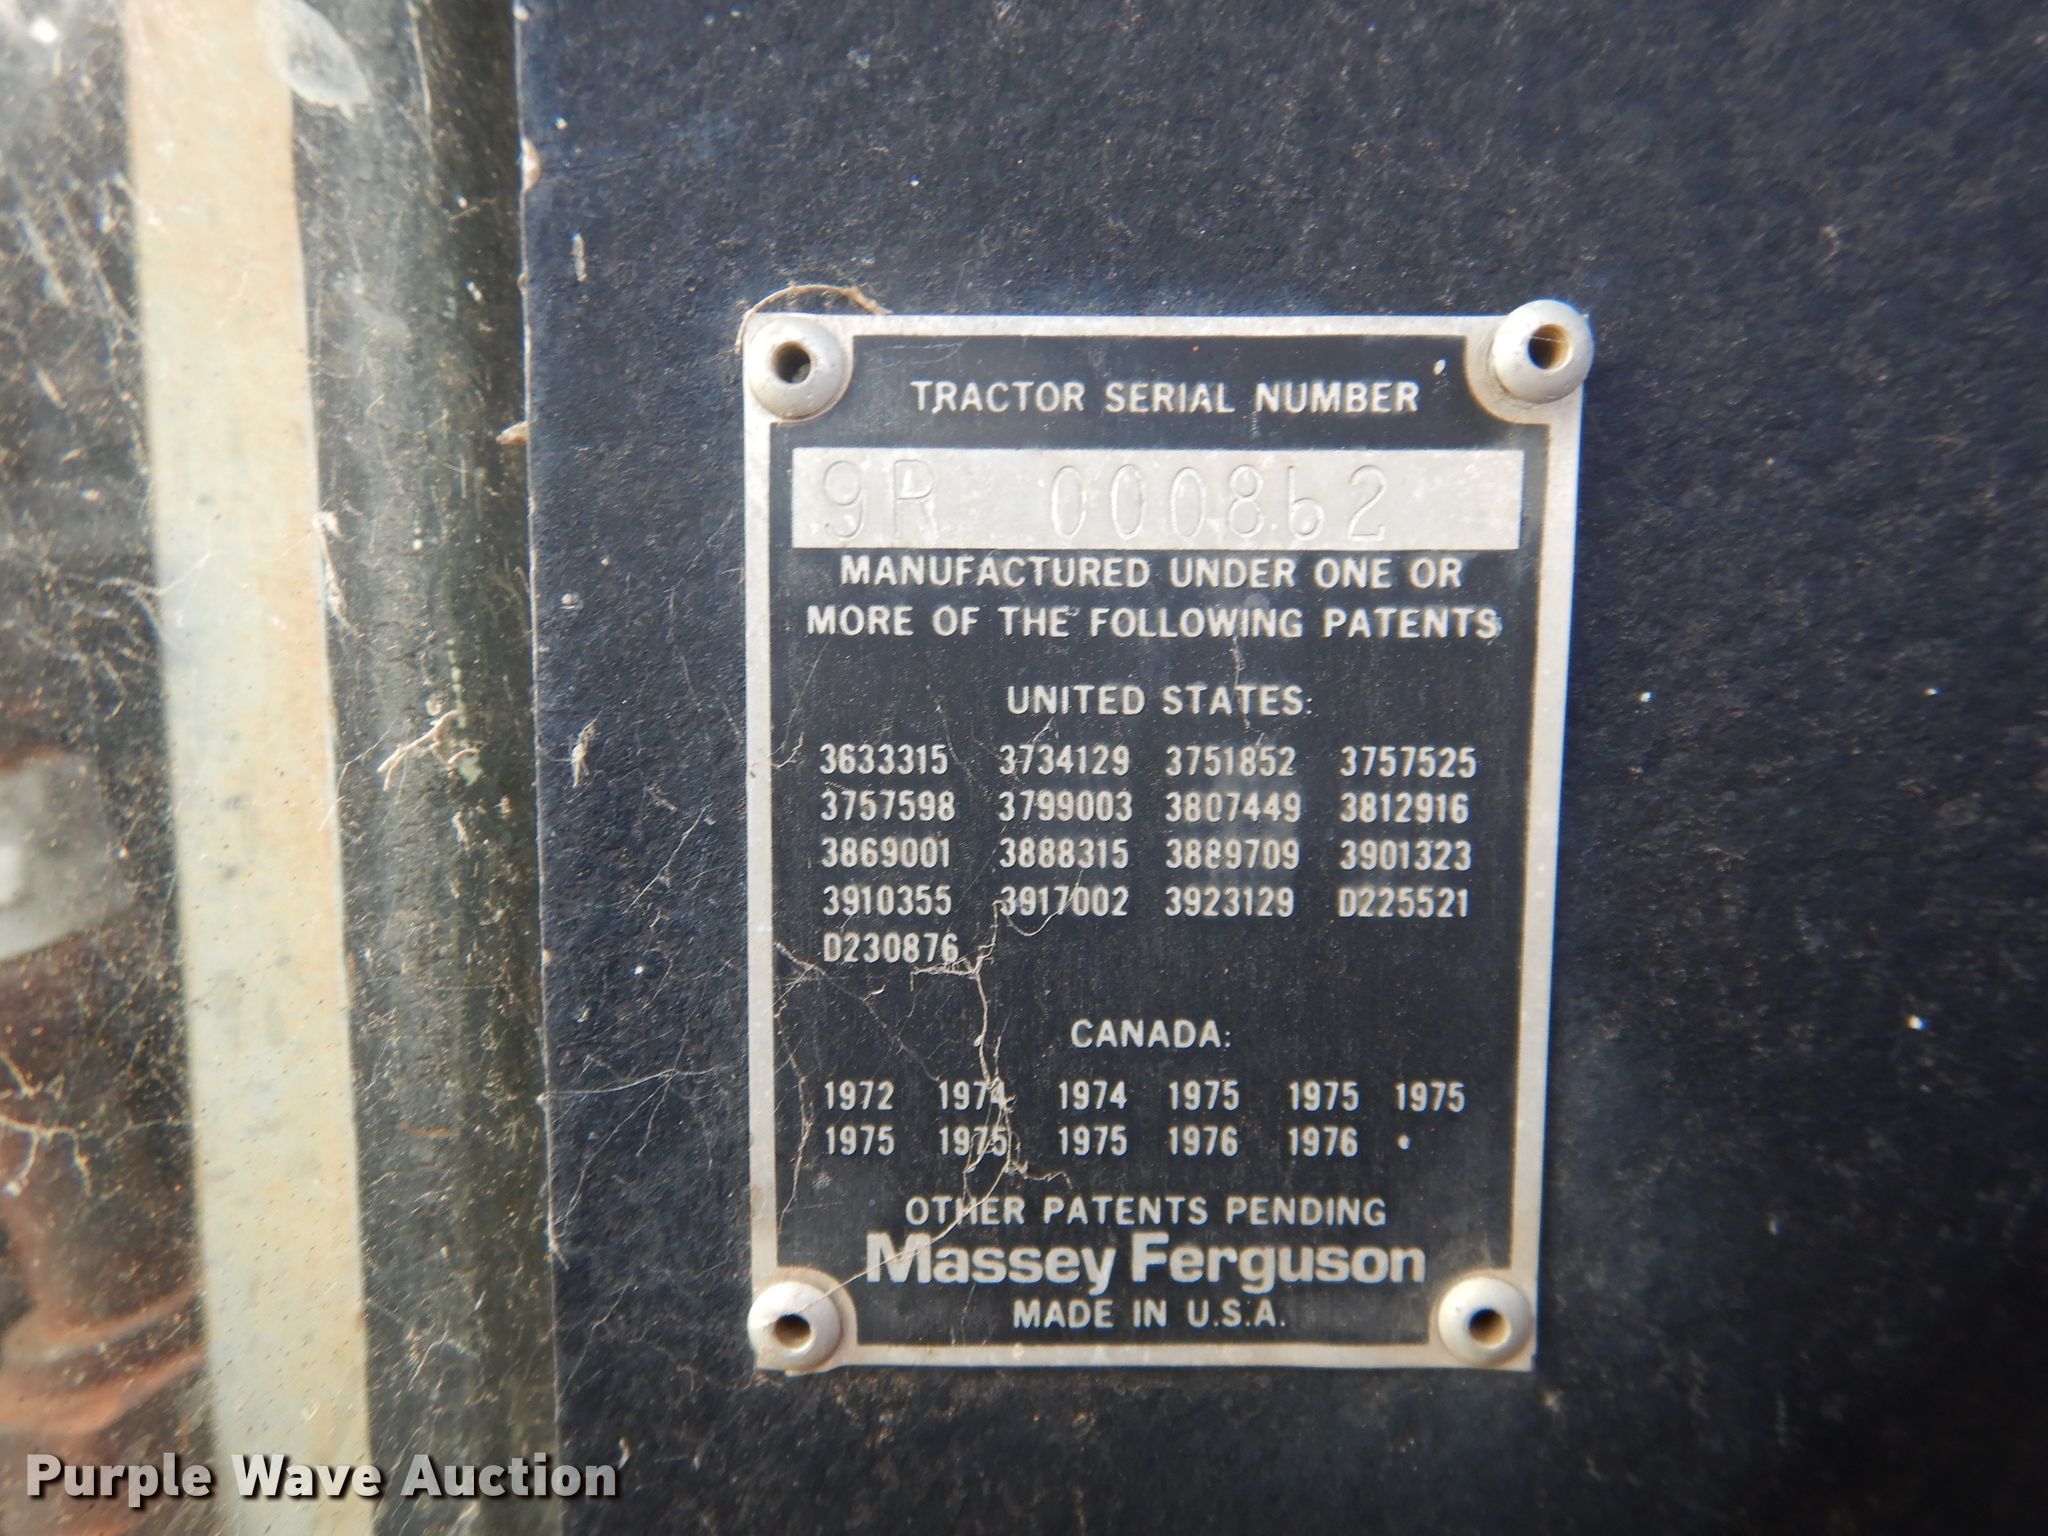 TRACTOR SERIAL NUMBER
9R 000862
MANUFACTURED UNDER ONE OR
MORE OF THE FOLLOWING PATENTS
UNITED STATES:
3633315 3734129 3751852 3757525
3757598 3799003 3807449 3812916
3869001 3888315 3889709 3901323
3910355 3917002 3923129 D225521
D230876
CANADA:
1972 1974 1974 1975 1975 1975
1975 1975 1975 1976 1976 •
OTHER PATENTS PENDING
Massey Ferguson
MADE IN U.S.A.
Purple Wave Auction